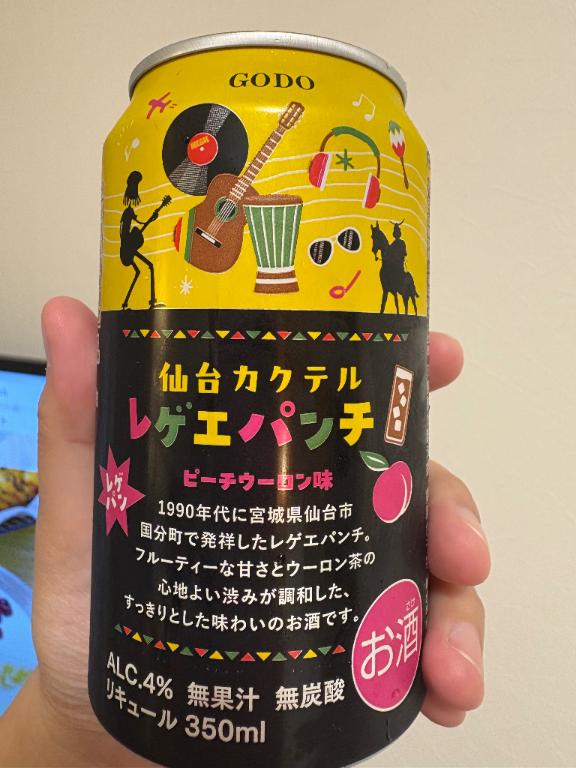 GODO
REGGAE
仙台カクテル
レゲエパンチ
レゲパン
ピーチウーロン味
1990年代に宮城県仙台市
国分町で発祥したレゲエパンチ。
フルーティーな甘さとウーロン茶の
心地よい渋みが調和した、
すっきりとした味わいのお酒です。
さけ
お酒
ALC.4% 無果汁 無炭酸
リキュール 350ml